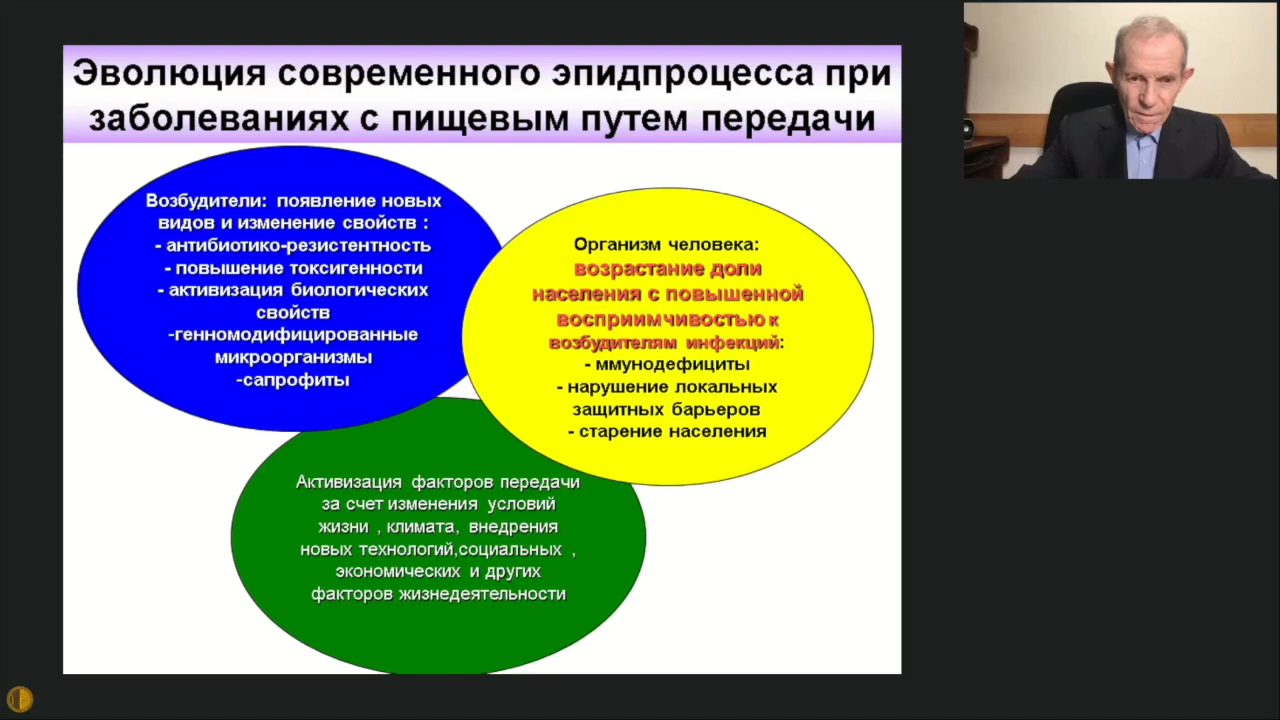 Эволюция современного эпидпроцесса при
заболеваниях с пищевым путем передачи
Возбудители: появление новых
видов и изменение свойств :
- антибиотико-резистентность
- повышение токсигенности
- активизация биологических
свойств
-генномодифицированные
микроорганизмы
-сапрофиты
Организм человека:
возрастание доли
населения с повышенной
восприимчивостью к
возбудителям инфекций:
- ммунодефициты
- нарушение локальных
защитных барьеров
- старение населения
Активизация факторов передачи
за счет изменения условий
жизни , климата, внедрения
новых технологий,социальных ,
экономических и других
факторов жизнедеятельности